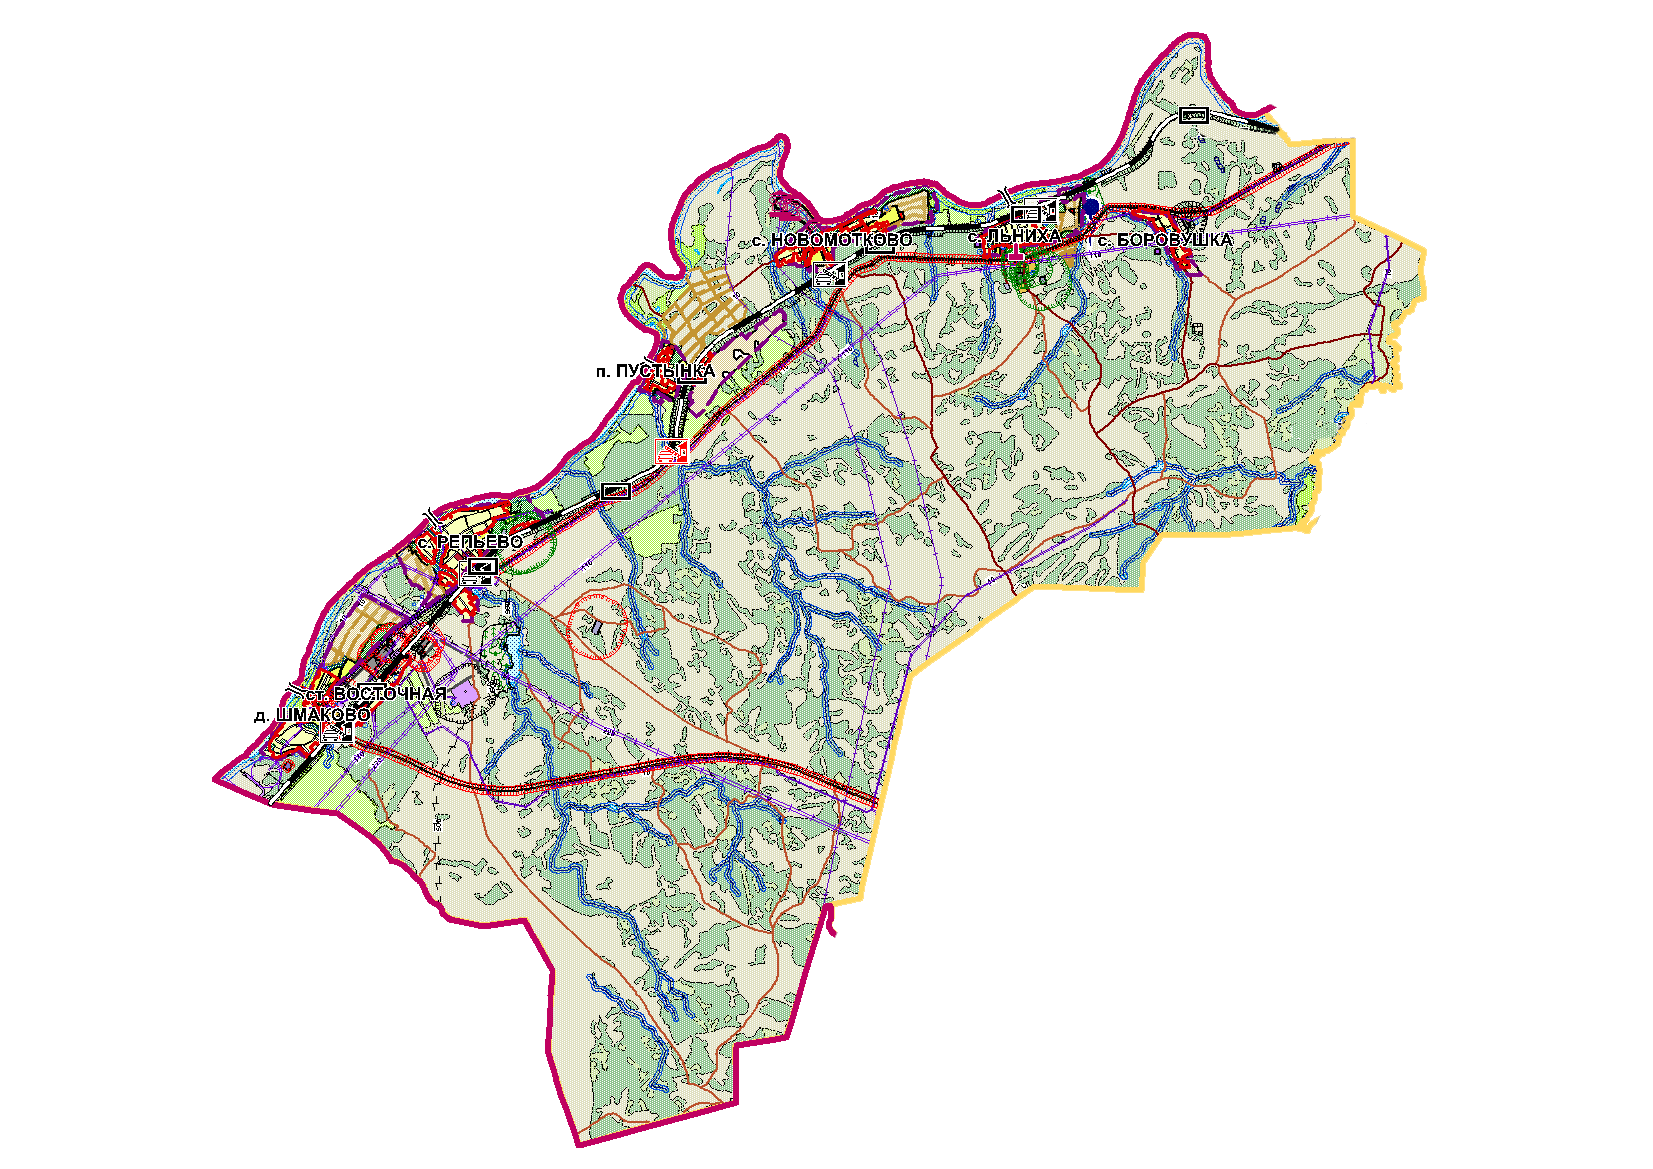 с. НОВОМОТКОВО
с. ЛЬНИХА
с. БОРОВУШКА
п. ПУСТЫНКА
с. РЕПЬЕВО
ст. ВОСТОЧНАЯ
д. ШМАКОВО